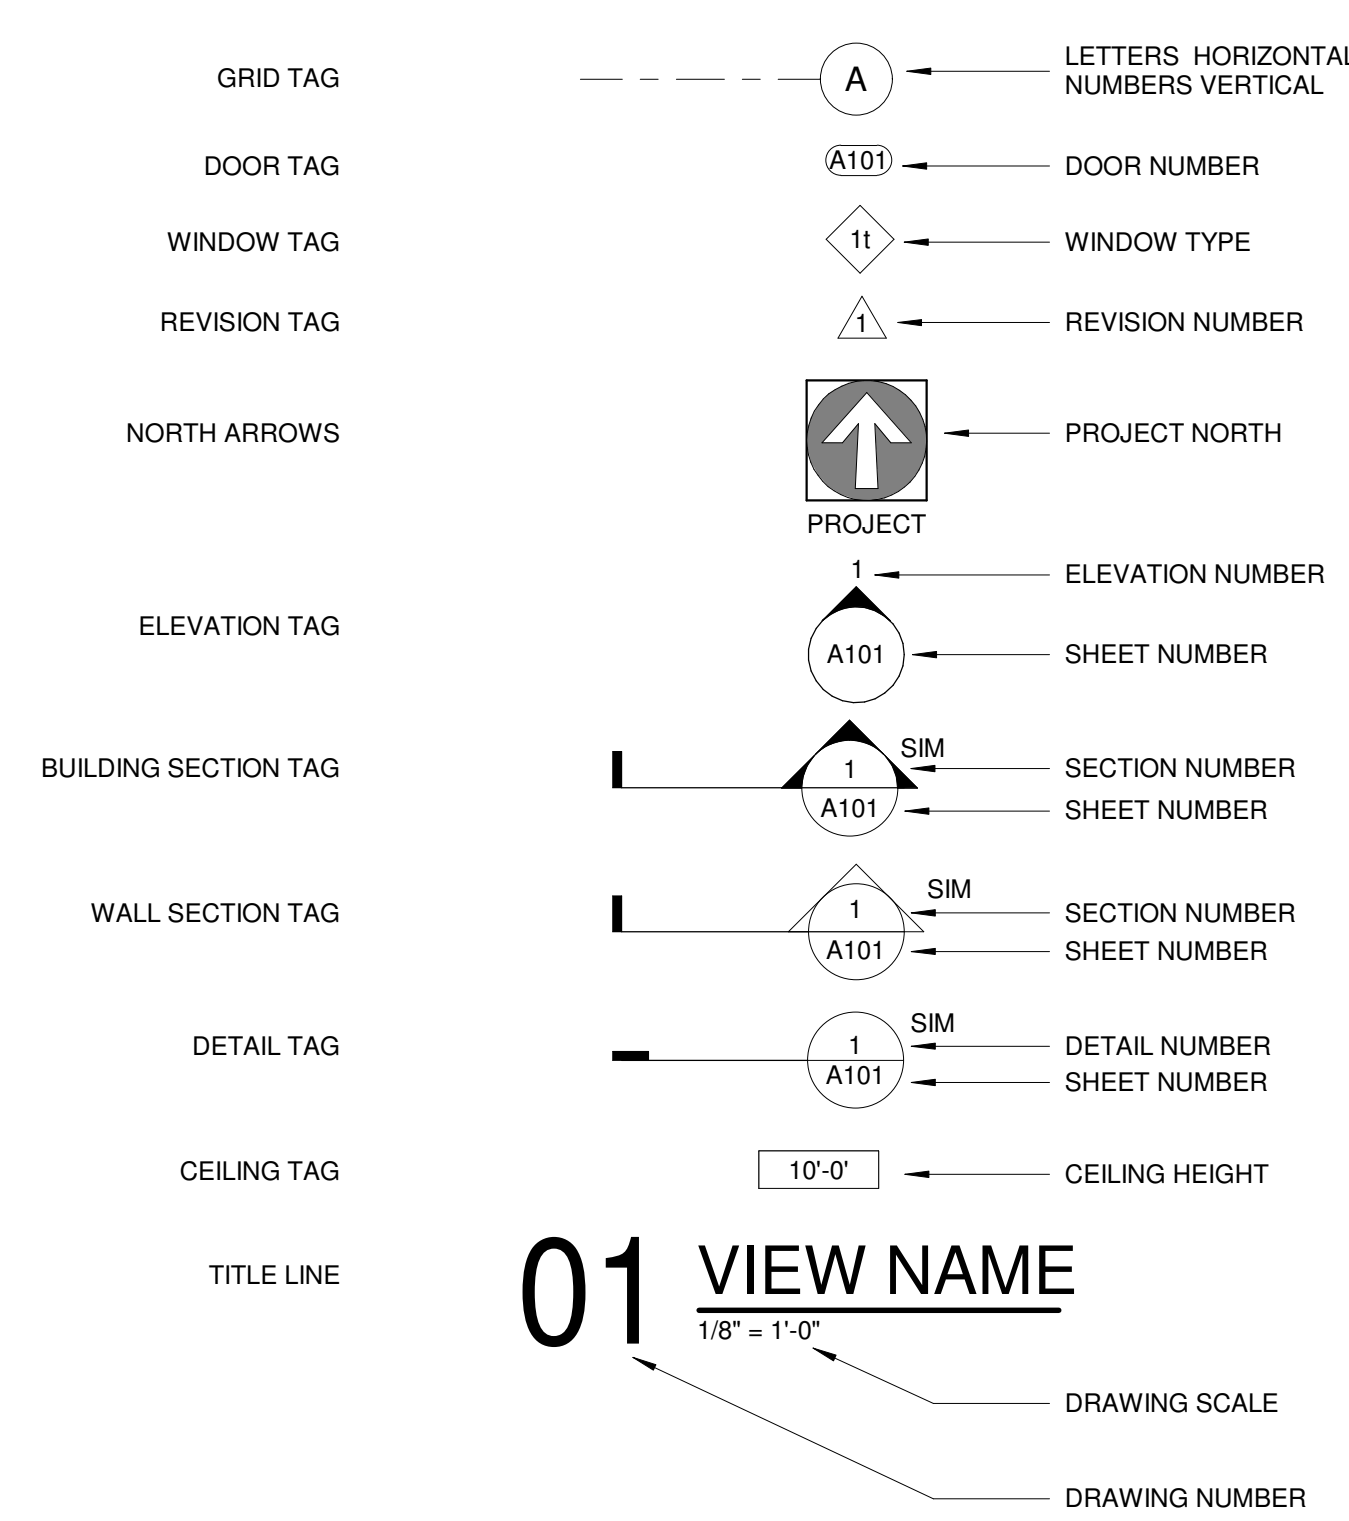 GRID TAG
A
LETTERS HORIZONTAL
NUMBERS VERTICAL
DOOR TAG
A101
DOOR NUMBER
WINDOW TAG
1t
WINDOW TYPE
REVISION TAG
1
REVISION NUMBER
NORTH ARROWS
PROJECT NORTH
PROJECT
1
ELEVATION NUMBER
ELEVATION TAG
A101
SHEET NUMBER
BUILDING SECTION TAG
SIM
1
SECTION NUMBER
A101
SHEET NUMBER
WALL SECTION TAG
SIM
1
SECTION NUMBER
A101
SHEET NUMBER
DETAIL TAG
SIM
1
DETAIL NUMBER
A101
SHEET NUMBER
CEILING TAG
10'-0'
CEILING HEIGHT
TITLE LINE
01
VIEW NAME
1/8" = 1'-0"
DRAWING SCALE
DRAWING NUMBER